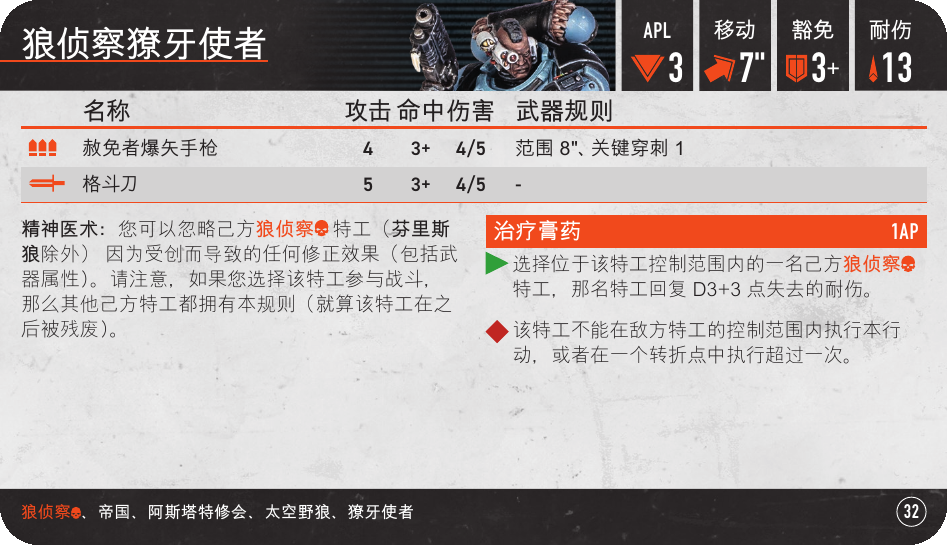 狼侦察獠牙使者
APL 移动 豁免 耐伤
3 7" 3+ 13
名称 攻击 命中 伤害 武器规则
赦免者爆矢手枪 4 3+ 4/5 范围 8"、关键穿刺 1
格斗刀 5 3+ 4/5 -
精神医术：您可以忽略己方狼侦察特工（芬里斯
狼除外） 因为受创而导致的任何修正效果（包括武
器属性）。请注意，如果您选择该特工参与战斗，
那么其他己方特工都拥有本规则（就算该特工在之
后被残废）。
治疗膏药 1AP
选择位于该特工控制范围内的一名己方狼侦察
特工，那名特工回复 D3+3 点失去的耐伤。
该特工不能在敌方特工的控制范围内执行本行
动，或者在一个转折点中执行超过一次。
狼侦察、帝国、阿斯塔特修会、太空野狼、獠牙使者
32